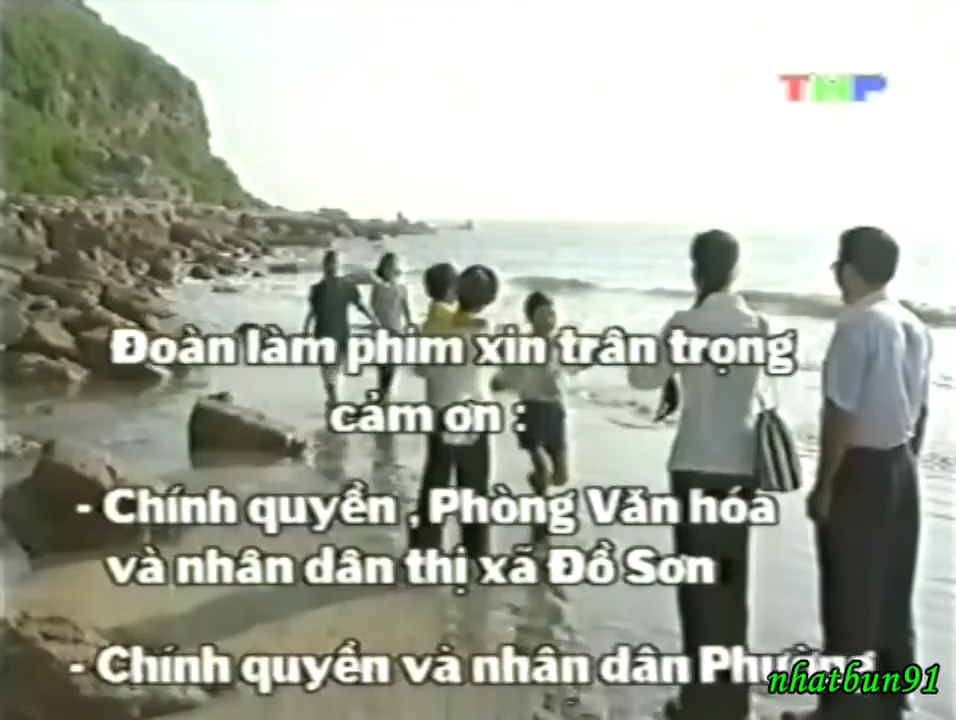 THP
Đoàn làm phim xin trân trọng
cảm ơn :
- Chính quyền , Phòng Văn hóa
và nhân dân thị xã Đồ Sơn
- Chính quyền và nhân dân Phường
nhatbun91